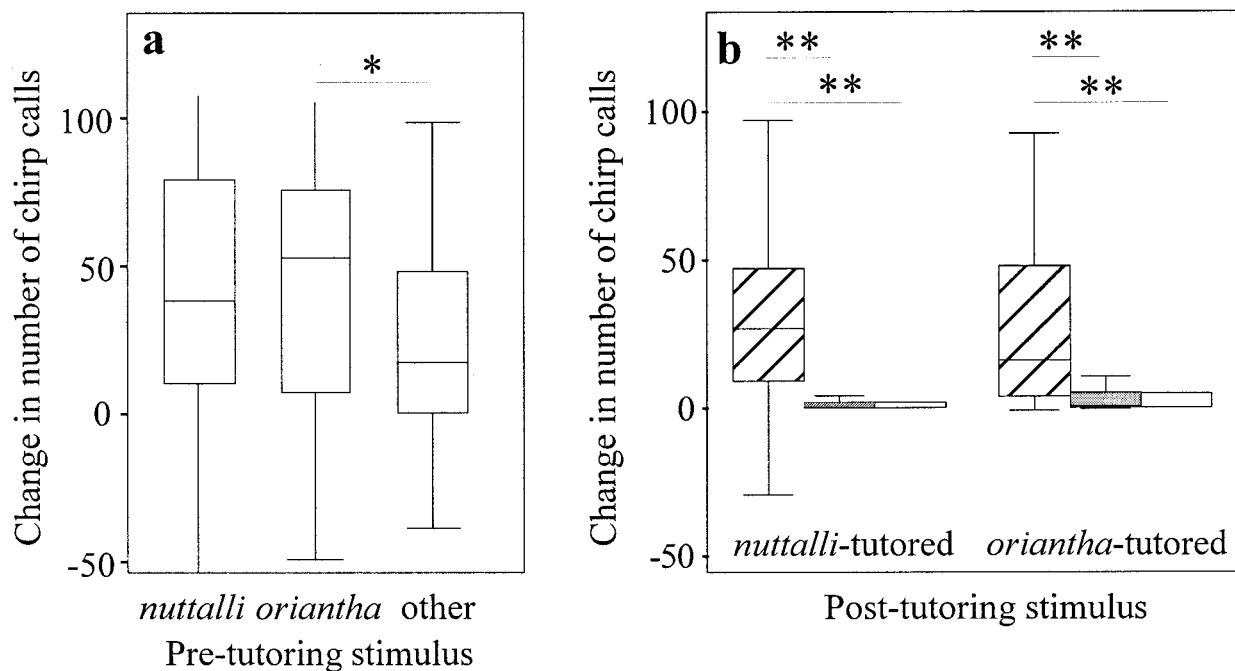 a
*
Change in number of chirp calls
100
50
0
-50
nuttalli oriantha other
Pre-tutoring stimulus
b
** **
** **
Change in number of chirp calls
100
50
0
-50
nuttalli-tutored oriantha-tutored
Post-tutoring stimulus